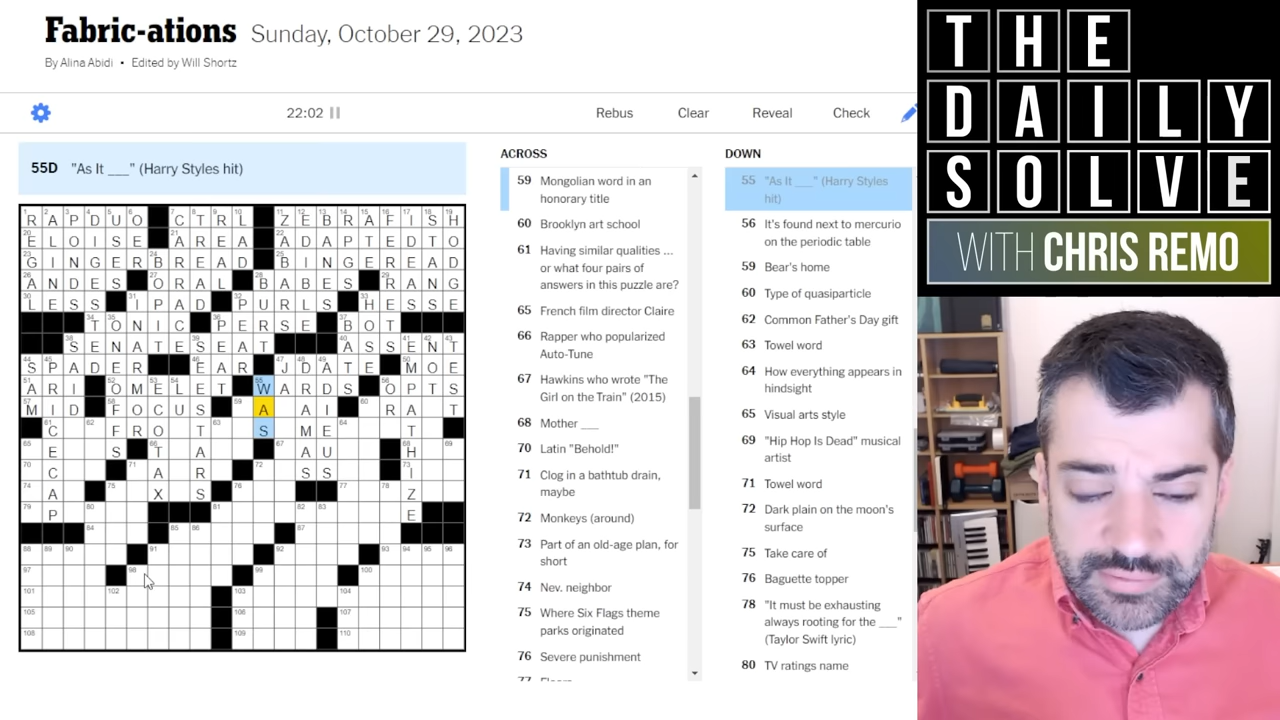 Fabric-ations Sunday, October 29, 2023
By Alina Abidi • Edited by Will Shortz
22:02
Rebus
Clear
Reveal
Check
55D "As It ___" (Harry Styles hit)
ACROSS
59 Mongolian word in an
honorary title
60 Brooklyn art school
61 Having similar qualities ...
or what four pairs of
answers in this puzzle are?
65 French film director Claire
66 Rapper who popularized
Auto-Tune
67 Hawkins who wrote "The
Girl on the Train" (2015)
68 Mother ___
70 Latin "Behold!"
71 Clog in a bathtub drain,
maybe
72 Monkeys (around)
73 Part of an old-age plan, for
short
74 Nev. neighbor
75 Where Six Flags theme
parks originated
76 Severe punishment
DOWN
55 "As It ___" (Harry Styles
hit)
56 It's found next to mercurio
on the periodic table
59 Bear's home
60 Type of quasiparticle
62 Common Father's Day gift
63 Towel word
64 How everything appears in
hindsight
65 Visual arts style
69 "Hip Hop Is Dead" musical
artist
71 Towel word
72 Dark plain on the moon's
surface
75 Take care of
76 Baguette topper
78 "It must be exhausting
always rooting for the ___"
(Taylor Swift lyric)
80 TV ratings name
RAPDUO CTRL ZEBRAFISH
ELOISE AREA ADAPTEDTO
GINGERBREAD BINGEREAD
ANDES ORAL BABES RANG
LESS IPAD PURLS HESSE
TONIC PERSE BOT
SENATESEAT ASSENT
SPADER EAR JDATE MOE
ARI OMELET WARDS OPTS
MID FOCUS A AI RA T
C FRO T S ME T
E S T A A U H
C A R S S I
A X S Z
P E
THE
DAILY
SOLVE
WITH CHRIS REMO